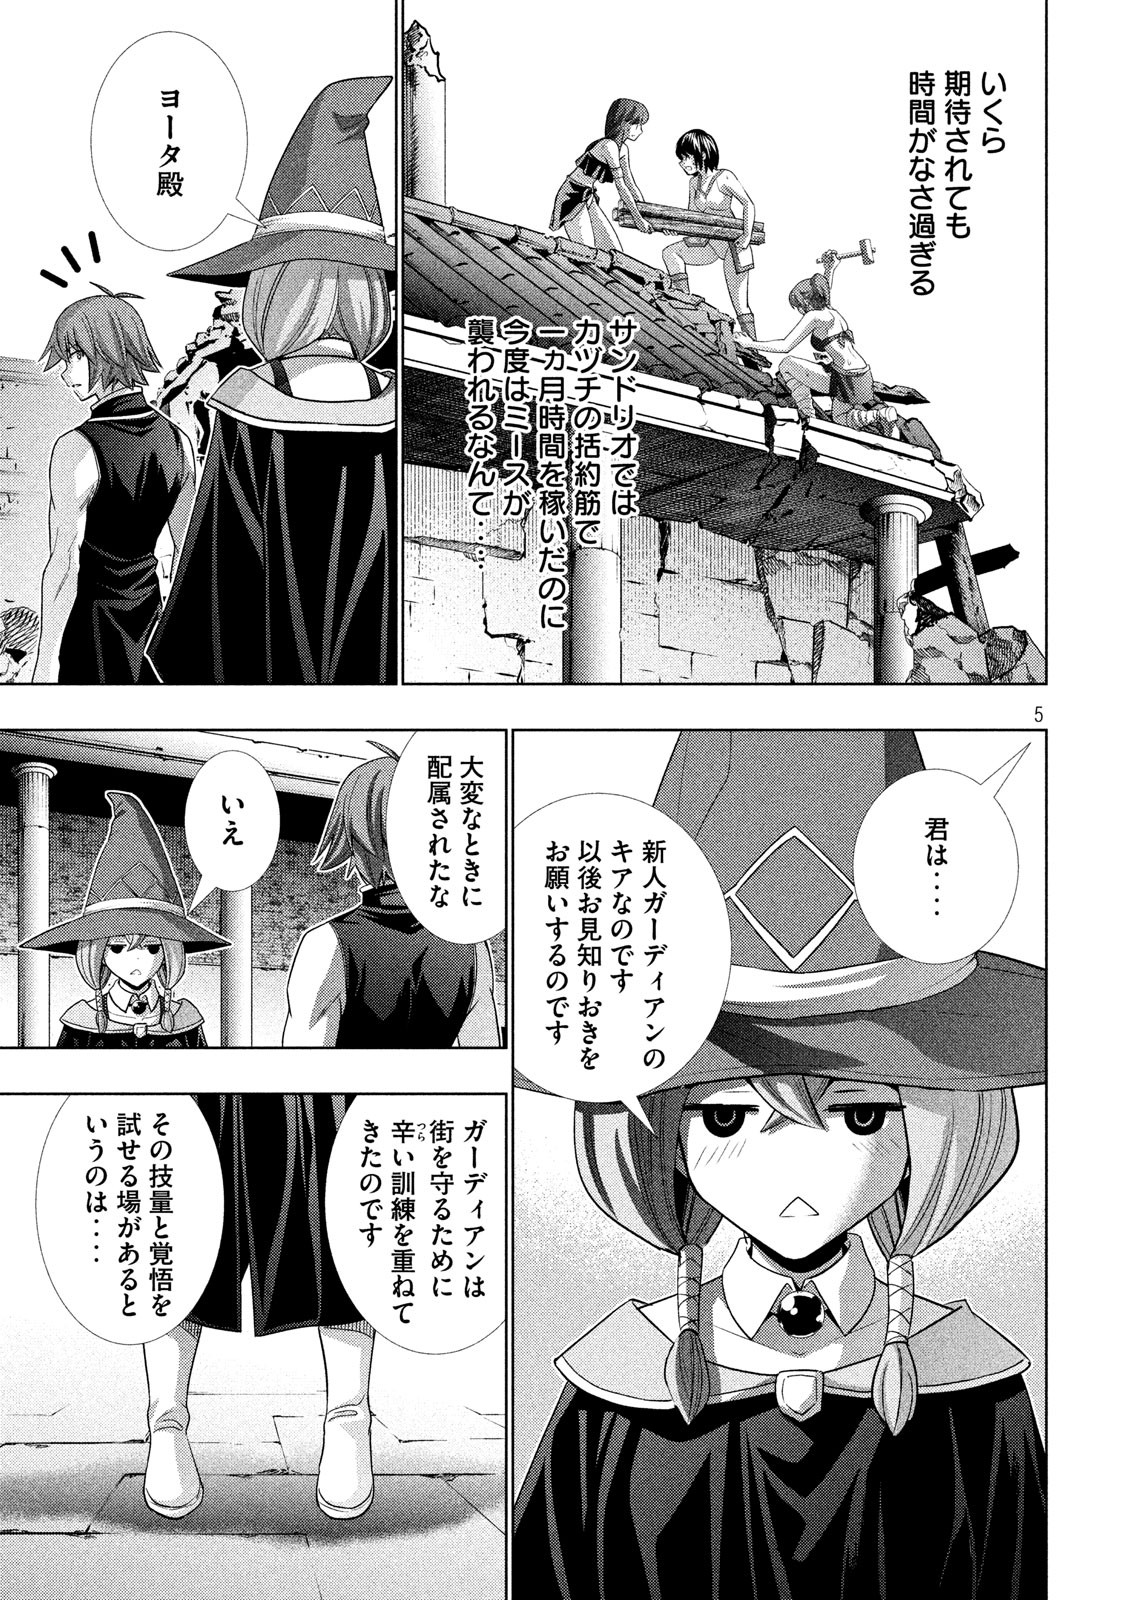 いくら
期待されても
時間がなさ過ぎる
サンドリオでは
カヅチの括約筋で
一カ月時間を稼いだのに
今度はミースが
襲われるなんて‥‥
ヨータ殿
5
君は‥‥
新人ガーディアンの
キアなのです
以後お見知りおきを
お願いするのです
大変なときに
配属されたな
いえ
ガーディアンは
街を守るために
辛い訓練を重ねて
つら
きたのです
その技量と覚悟を
試せる場があると
いうのは‥‥